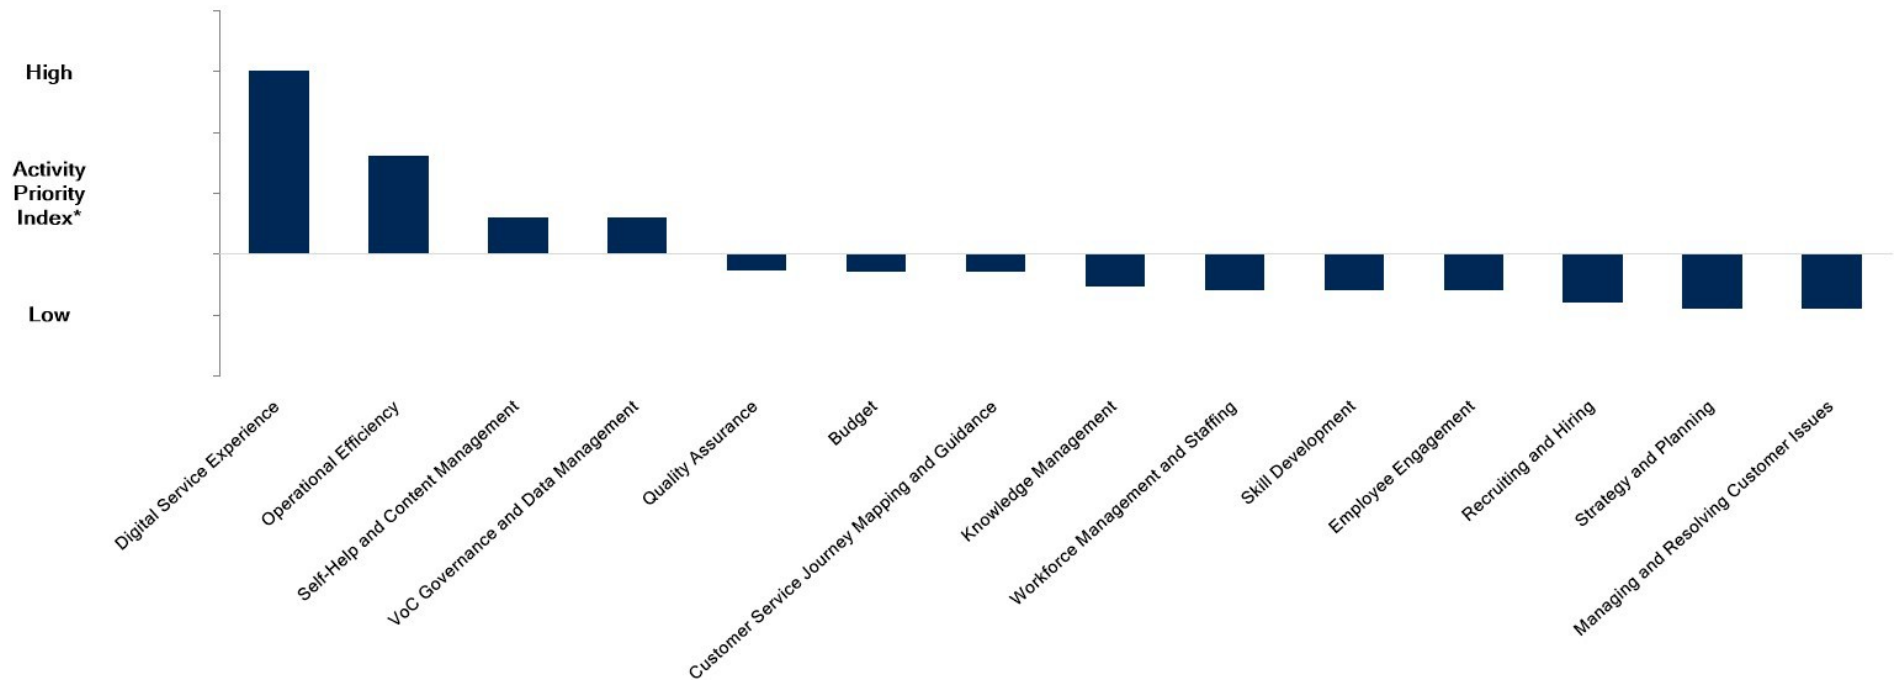 High
Activity
Priority
Index*
Low
Digital Service Experience
Operational Efficiency
Self-Help and Content Management
VoC Governance and Data Management
Quality Assurance
Budget
Customer Service Journey Mapping and Guidance
Knowledge Management
Workforce Management and Staffing
Skill Development
Employee Engagement
Recruiting and Hiring
Strategy and Planning
Managing and Resolving Customer Issues